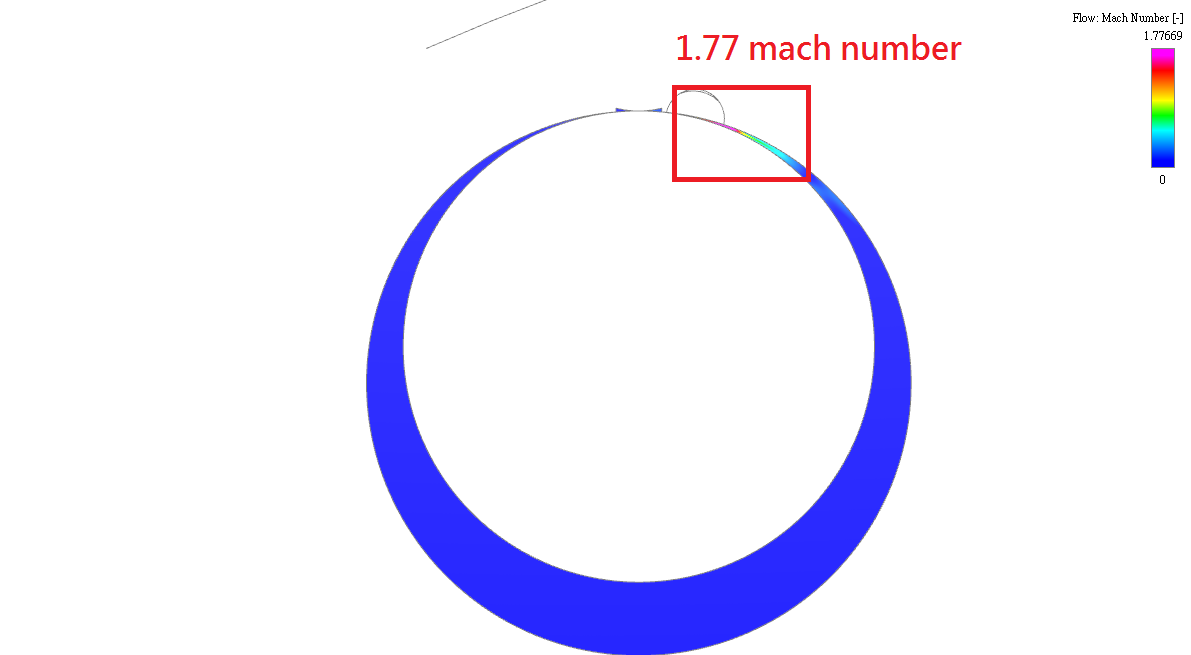 Flow: Mach Number [-]
1.77669
1.77 mach number
0